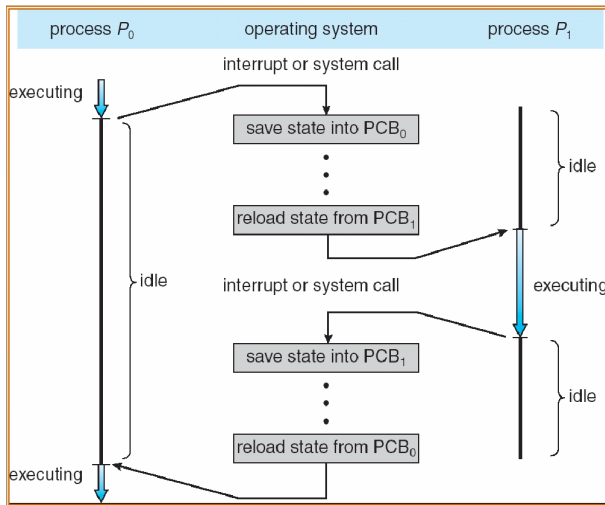 process P0 operating system process P1
interrupt or system call
executing
save state into PCB0
idle
reload state from PCB1
idle
interrupt or system call
executing
save state into PCB1
idle
reload state from PCB0
executing